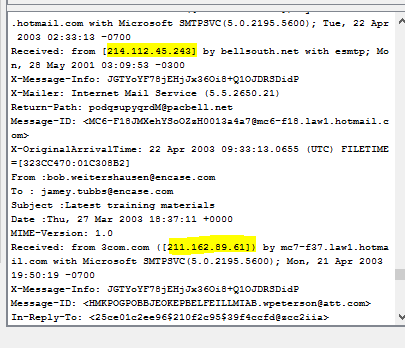 .hotmail.com with Microsoft SMTPSVC(5.0.2195.5600); Tue, 22 Apr
2003 02:33:13 -0700
Received: from [214.112.45.243] by bellsouth.net with esmtp; Mo
n, 28 May 2001 03:09:53 -0300
X-Message-Info: JGTYoYF78jEHjJx36Oi8+Q1OJDRSDidP
X-Mailer: Internet Mail Service (5.5.2650.21)
Return-Path: podqsupyqrdM@pacbell.net
Message-ID: <MC6-F18JMXehYSoOZzH0013a4a7@mc6-f18.law1.hotmail.c
om>
X-OriginalArrivalTime: 22 Apr 2003 09:33:13.0655 (UTC) FILETIME
=[323CC470:01C308B2]
From :bob.weitershausen@encase.com
To : jamey.tubbs@encase.com
Subject :Latest training materials
Date :Thu, 27 Mar 2003 18:37:11 +0000
MIME-Version: 1.0
Received: from 3com.com ([211.162.89.61]) by mc7-f37.law1.hotma
il.com with Microsoft SMTPSVC(5.0.2195.5600); Mon, 21 Apr 2003
19:50:19 -0700
X-Message-Info: JGTYoYF78jEHjJx36Oi8+Q1OJDRSDidP
Message-ID: <HMKPOGPOBBJEOKEPBELFEILLMIAB.wpeterson@att.com>
In-Reply-To: <25ce01c2ee96$210f2c95$39f4ccfd@zcc2iia>